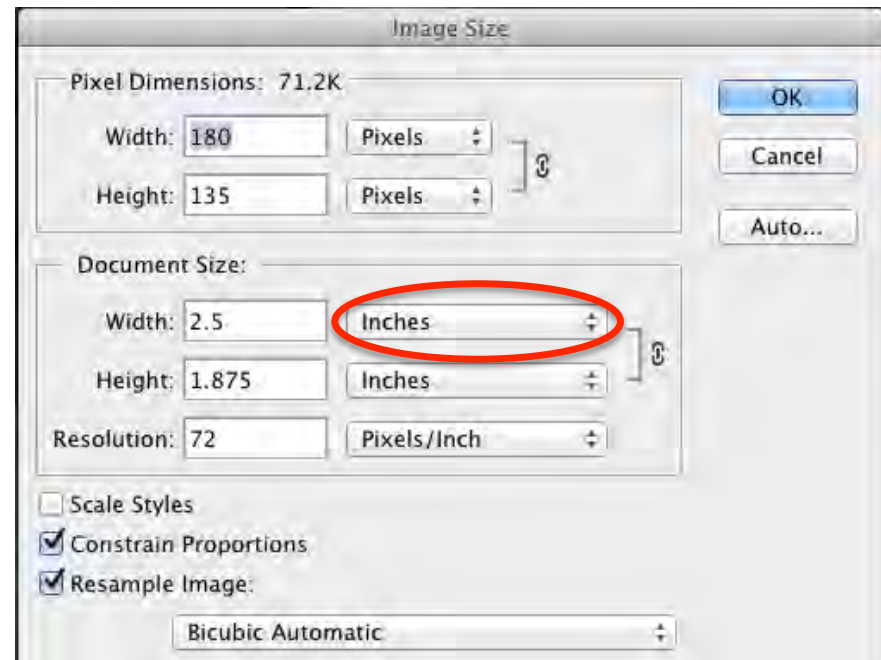 Image Size
Pixel Dimensions: 71.2K
OK
Width: 180 Pixels
Cancel
Height: 135 Pixels
Auto...
Document Size:
Width: 2.5 Inches
Height: 1.875 Inches
Resolution: 72 Pixels/Inch
Scale Styles
Constrain Proportions
Resample Image:
Bicubic Automatic